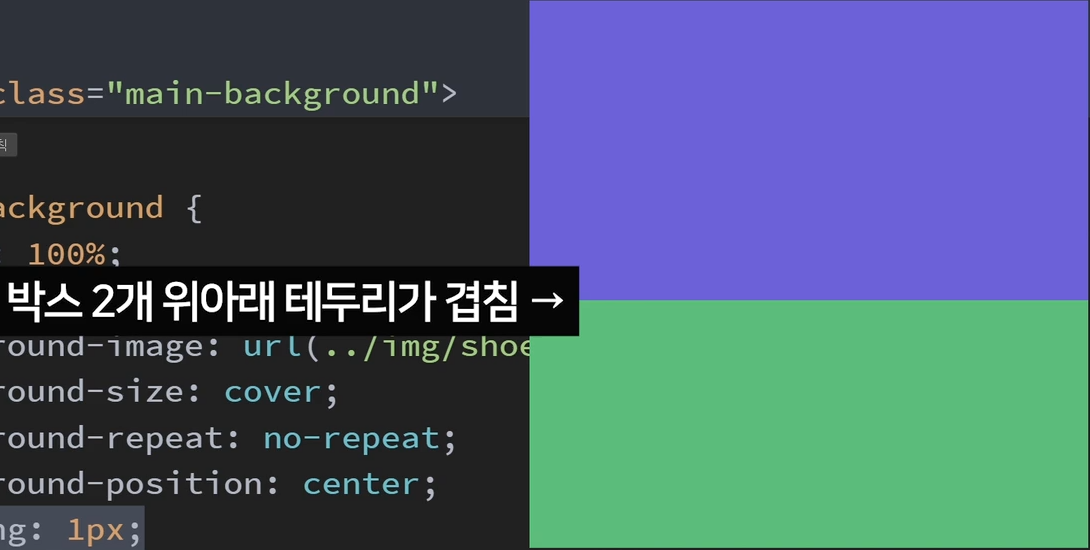 class="main-background">
ackground {
: 100%;
박스 2개 위아래 테두리가 겹침 →
round-image: url(../img/shoe
round-size: cover;
round-repeat: no-repeat;
round-position: center;
ng: 1px;